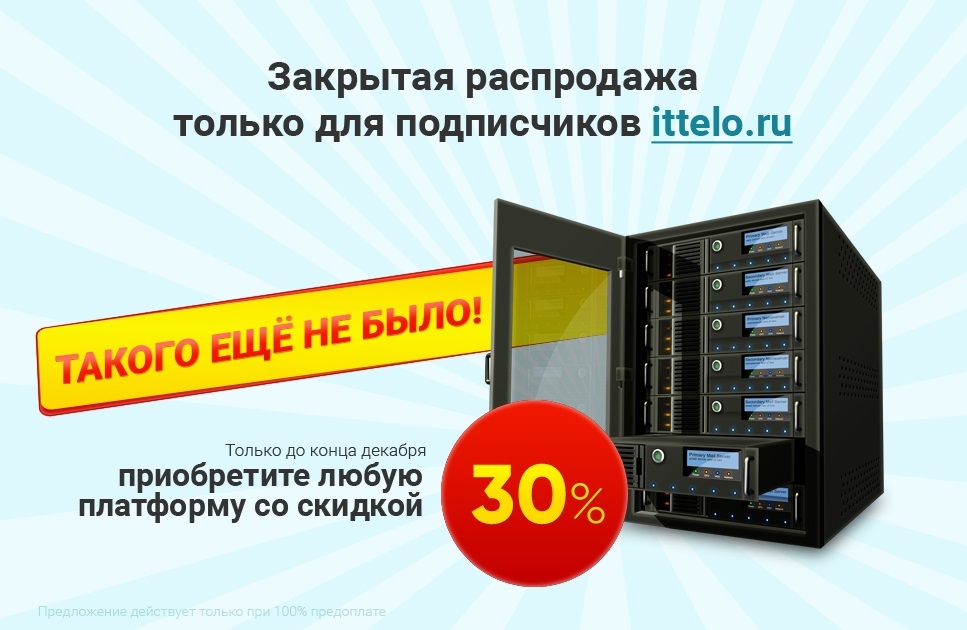 Закрытая распродажа
только для подписчиков ittelo.ru
ТАКОГО ЕЩЁ НЕ БЫЛО!
Только до конца декабря
приобретите любую
платформу со скидкой
30%
Предложение действует только при 100% предоплате